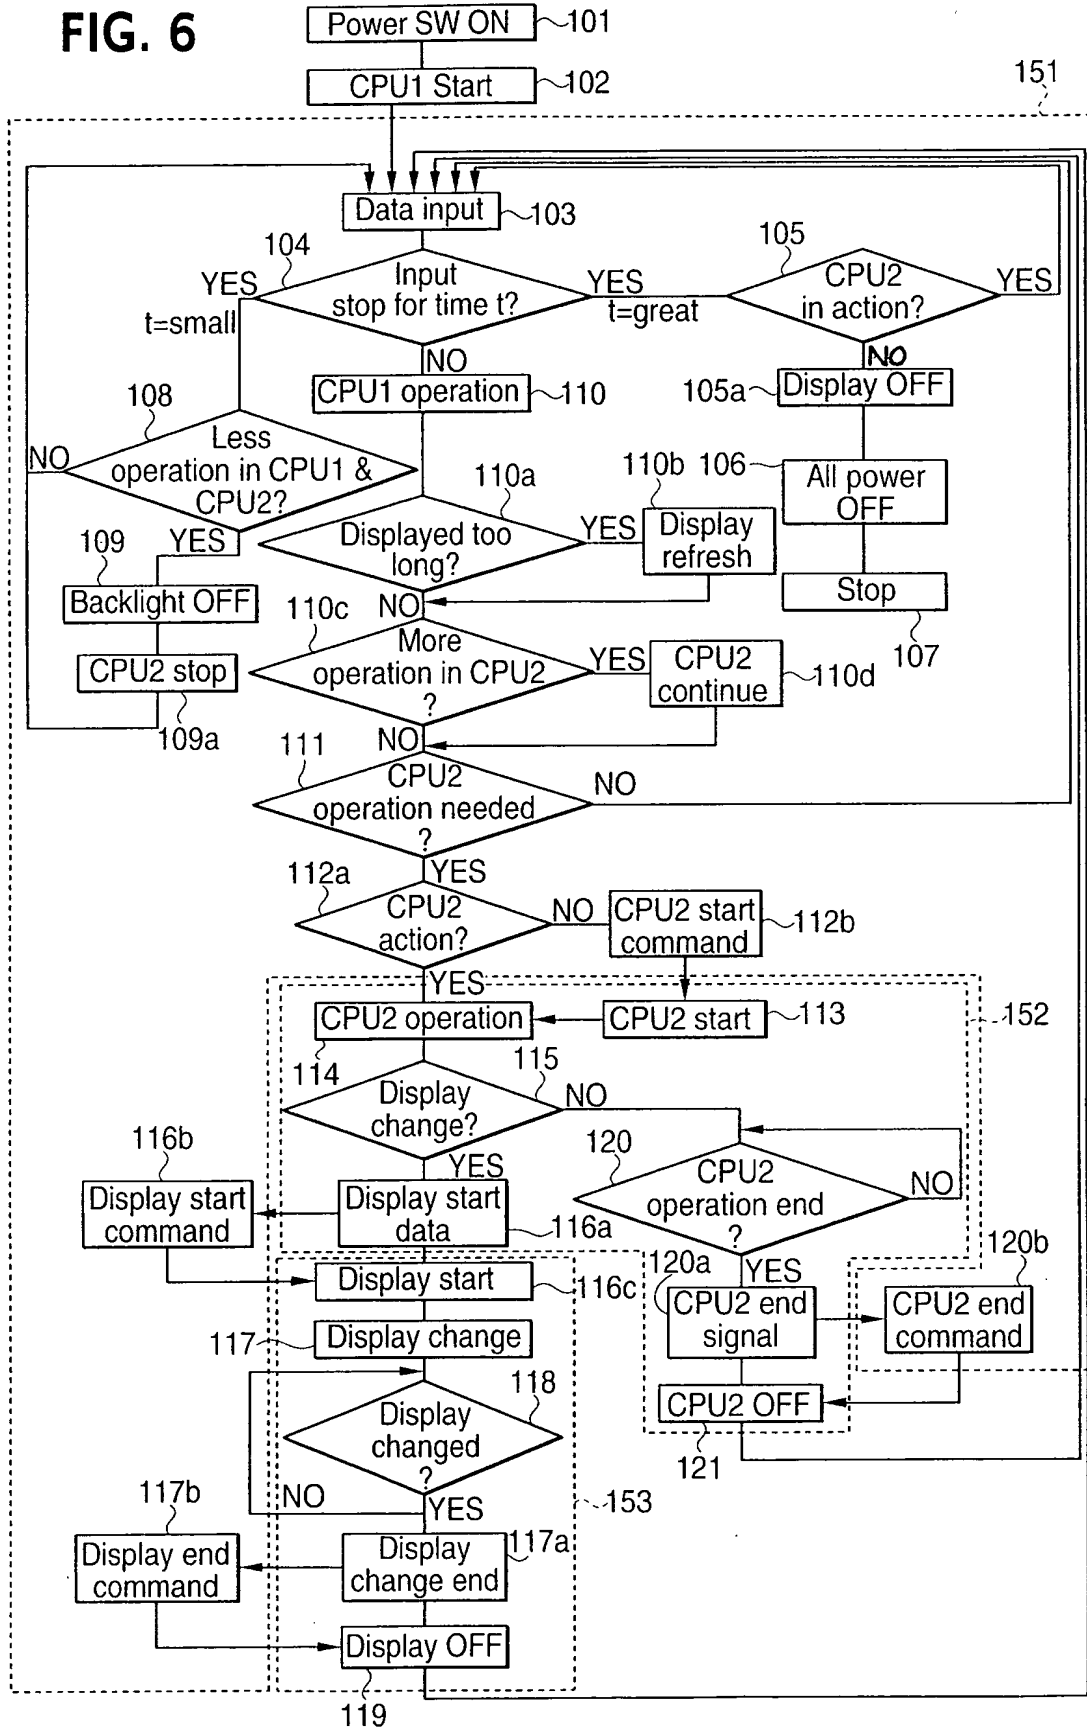 FIG. 6
Power SW ON
101
CPU1 Start
102
151
Data input
103
104
Input
stop for time t?
YES
t=small
YES
t=great
NO
105
CPU2
in action?
YES
NO
105a
Display OFF
106
All power
OFF
Stop
107
CPU1 operation
110
108
Less
operation in CPU1 &
CPU2?
NO
YES
109
Backlight OFF
CPU2 stop
109a
110a
Displayed too
long?
YES
110b
Display
refresh
NO
110c
More
operation in CPU2
?
YES
CPU2
continue
110d
NO
111
CPU2
operation needed
?
NO
YES
112a
CPU2
action?
NO
CPU2 start
command
112b
YES
CPU2 operation
114
CPU2 start
113
152
115
Display
change?
NO
YES
116b
Display start
command
Display start
data
116a
120
CPU2
operation end
?
NO
YES
120a
CPU2 end
signal
120b
CPU2 end
command
CPU2 OFF
121
Display start
116c
117
Display change
118
Display
changed
?
NO
YES
153
117b
Display end
command
Display
change end
117a
Display OFF
119